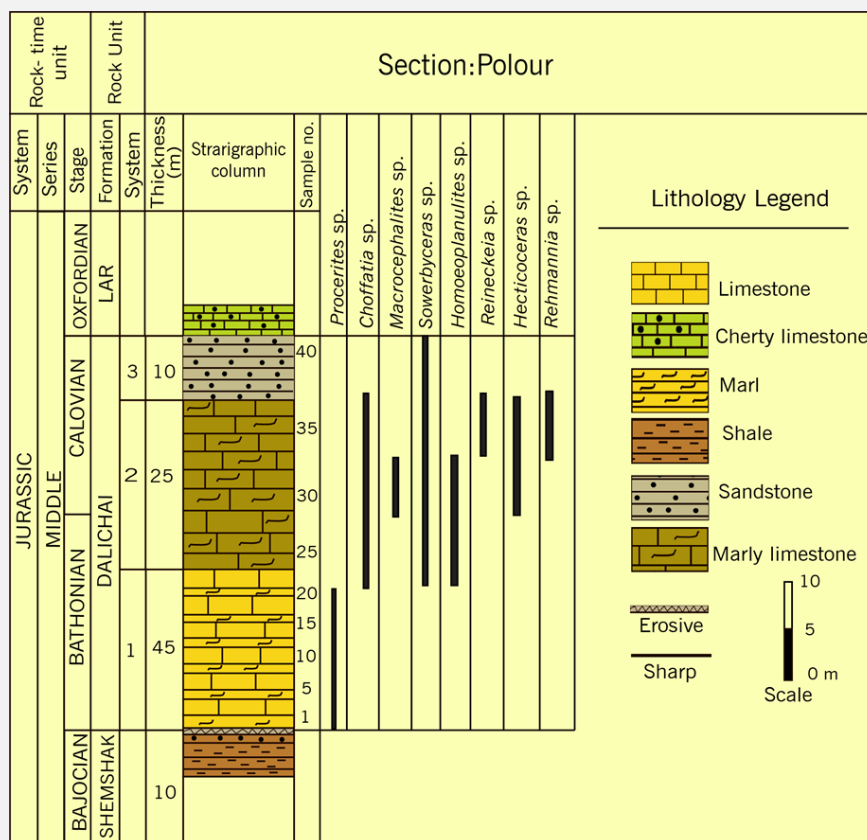 Rock- time unit
Rock Unit
Section:Polour
System
Series
Stage
Formation
System
Thickness (m)
Strarigraphic column
Sample no.
Procerites sp.
Choffatia sp.
Macrocephalites sp.
Sowerbyceras sp.
Homoeoplanulites sp.
Reineckeia sp.
Hecticoceras sp.
Rehmannia sp.
JURASSIC
MIDDLE
OXFORDIAN
CALOVIAN
BATHONIAN
BAJOCIAN
LAR
DALICHAI
SHEMSHAK
3
10
2
25
1
45
10
40
35
30
25
20
15
10
5
1
Lithology Legend
Limestone
Cherty limestone
Marl
Shale
Sandstone
Marly limestone
Erosive
Sharp
10
5
0 m
Scale